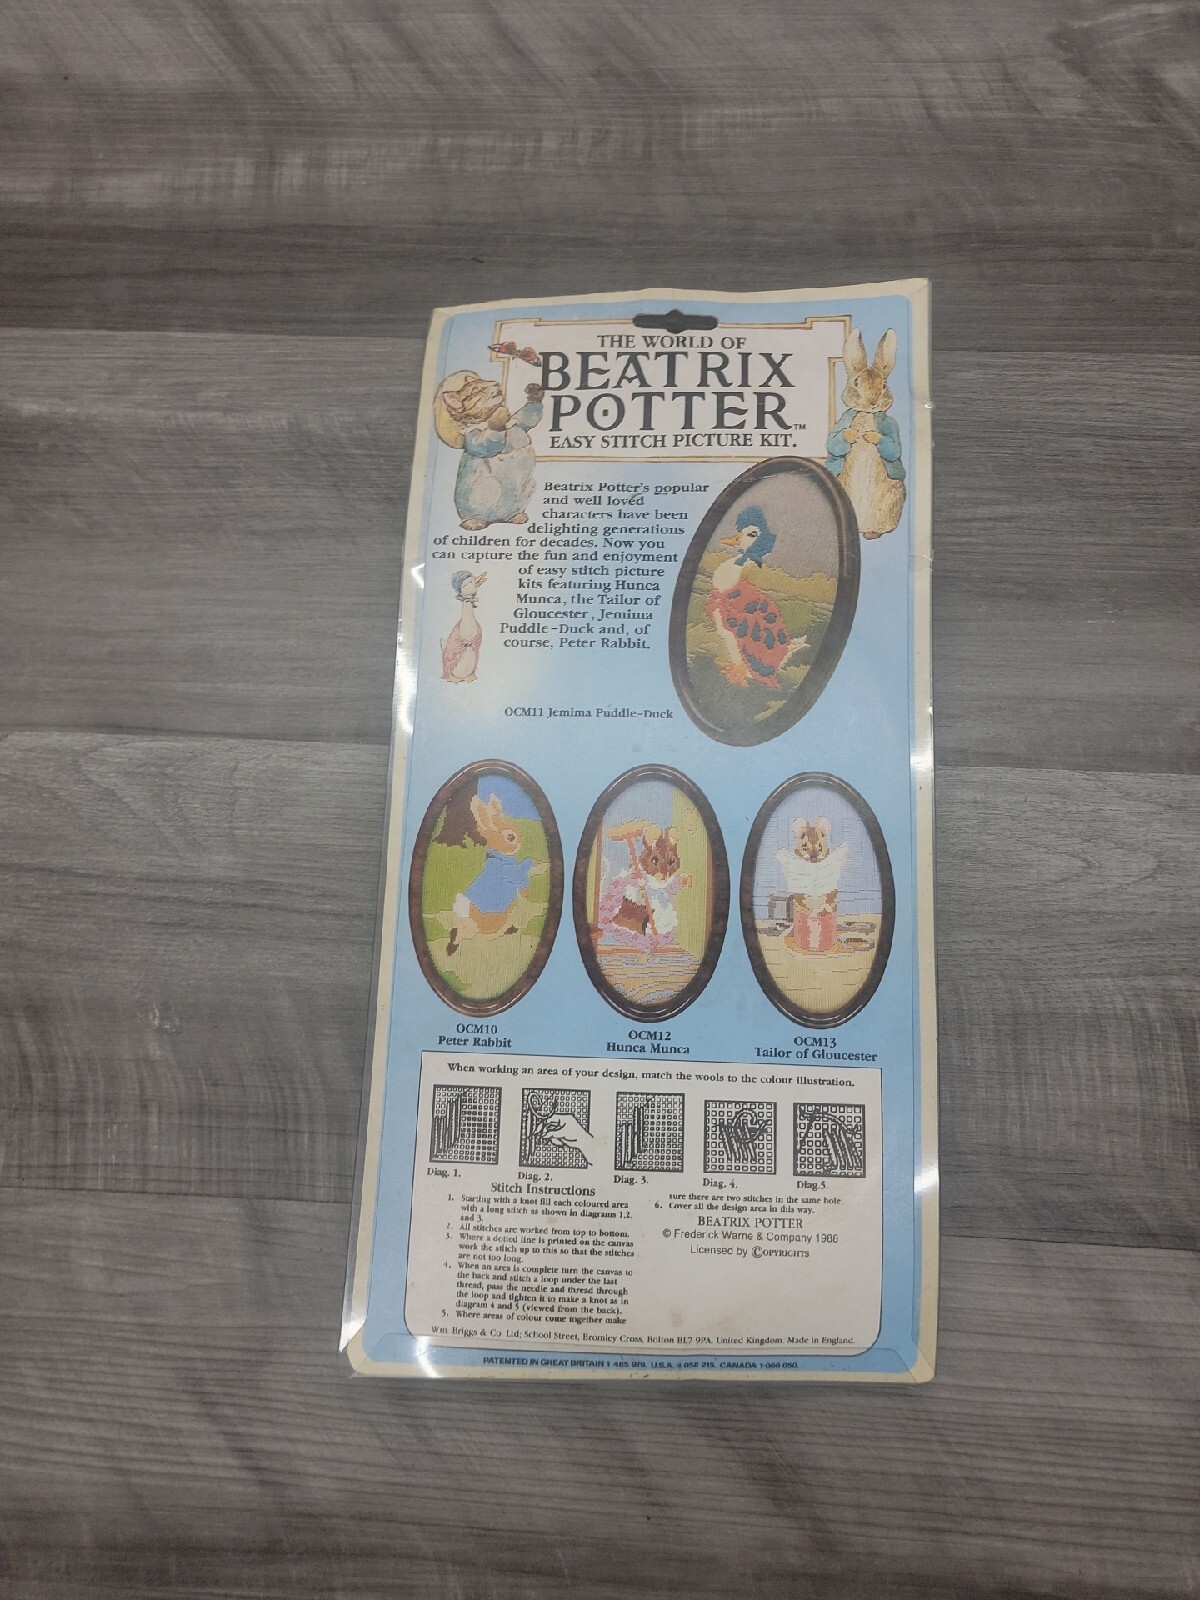 THE WORLD OF
BEATRIX
POTTER™
EASY STITCH PICTURE KIT.
Beatrix Potter's popular
and well loved
characters have been
delighting generations
of children for decades. Now you
can capture the fun and enjoyment
of easy stitch picture
kits featuring Hunca
Munca, the Tailor of
Gloucester, Jemima
Puddle-Duck and, of
course, Peter Rabbit.
OCM11 Jemima Puddle-Duck
OCM10
Peter Rabbit
OCM12
Hunca Munca
OCM13
Tailor of Gloucester
When working an area of your design, match the wools to the colour illustration.
Diag. 1.
Diag. 2.
Diag. 3.
Diag. 4.
Diag.5.
Stitch Instructions
1. Starting with a knot fill each coloured area
with a long stitch as shown in diagrams 1,2,
and 3.
2. All stitches are worked from top to bottom.
3. Where a dotted line is printed on the canvas
work the stitch up to this so that the stitches
are not too long.
4. When an area is complete turn the canvas to
the back and stitch a loop under the last
thread, pass the needle and thread through
the loop and tighten it to make a knot as in
diagram 4 and 5 (viewed from the back).
5. Where areas of colour come together make
sure there are two stitches in the same hole
6. Cover all the design area in this way.
BEATRIX POTTER
© Frederick Warne & Company 1986
Licensed by ©OPYRIGHTS
Wm. Briggs & Co. Ltd; School Street, Bromley Cross, Bolton BL7 9PA. United Kingdom. Made in England.
PATENTED IN GREAT BRITAIN 1 485 U.S.A. 4 058 215. CANADA 1 086 090.